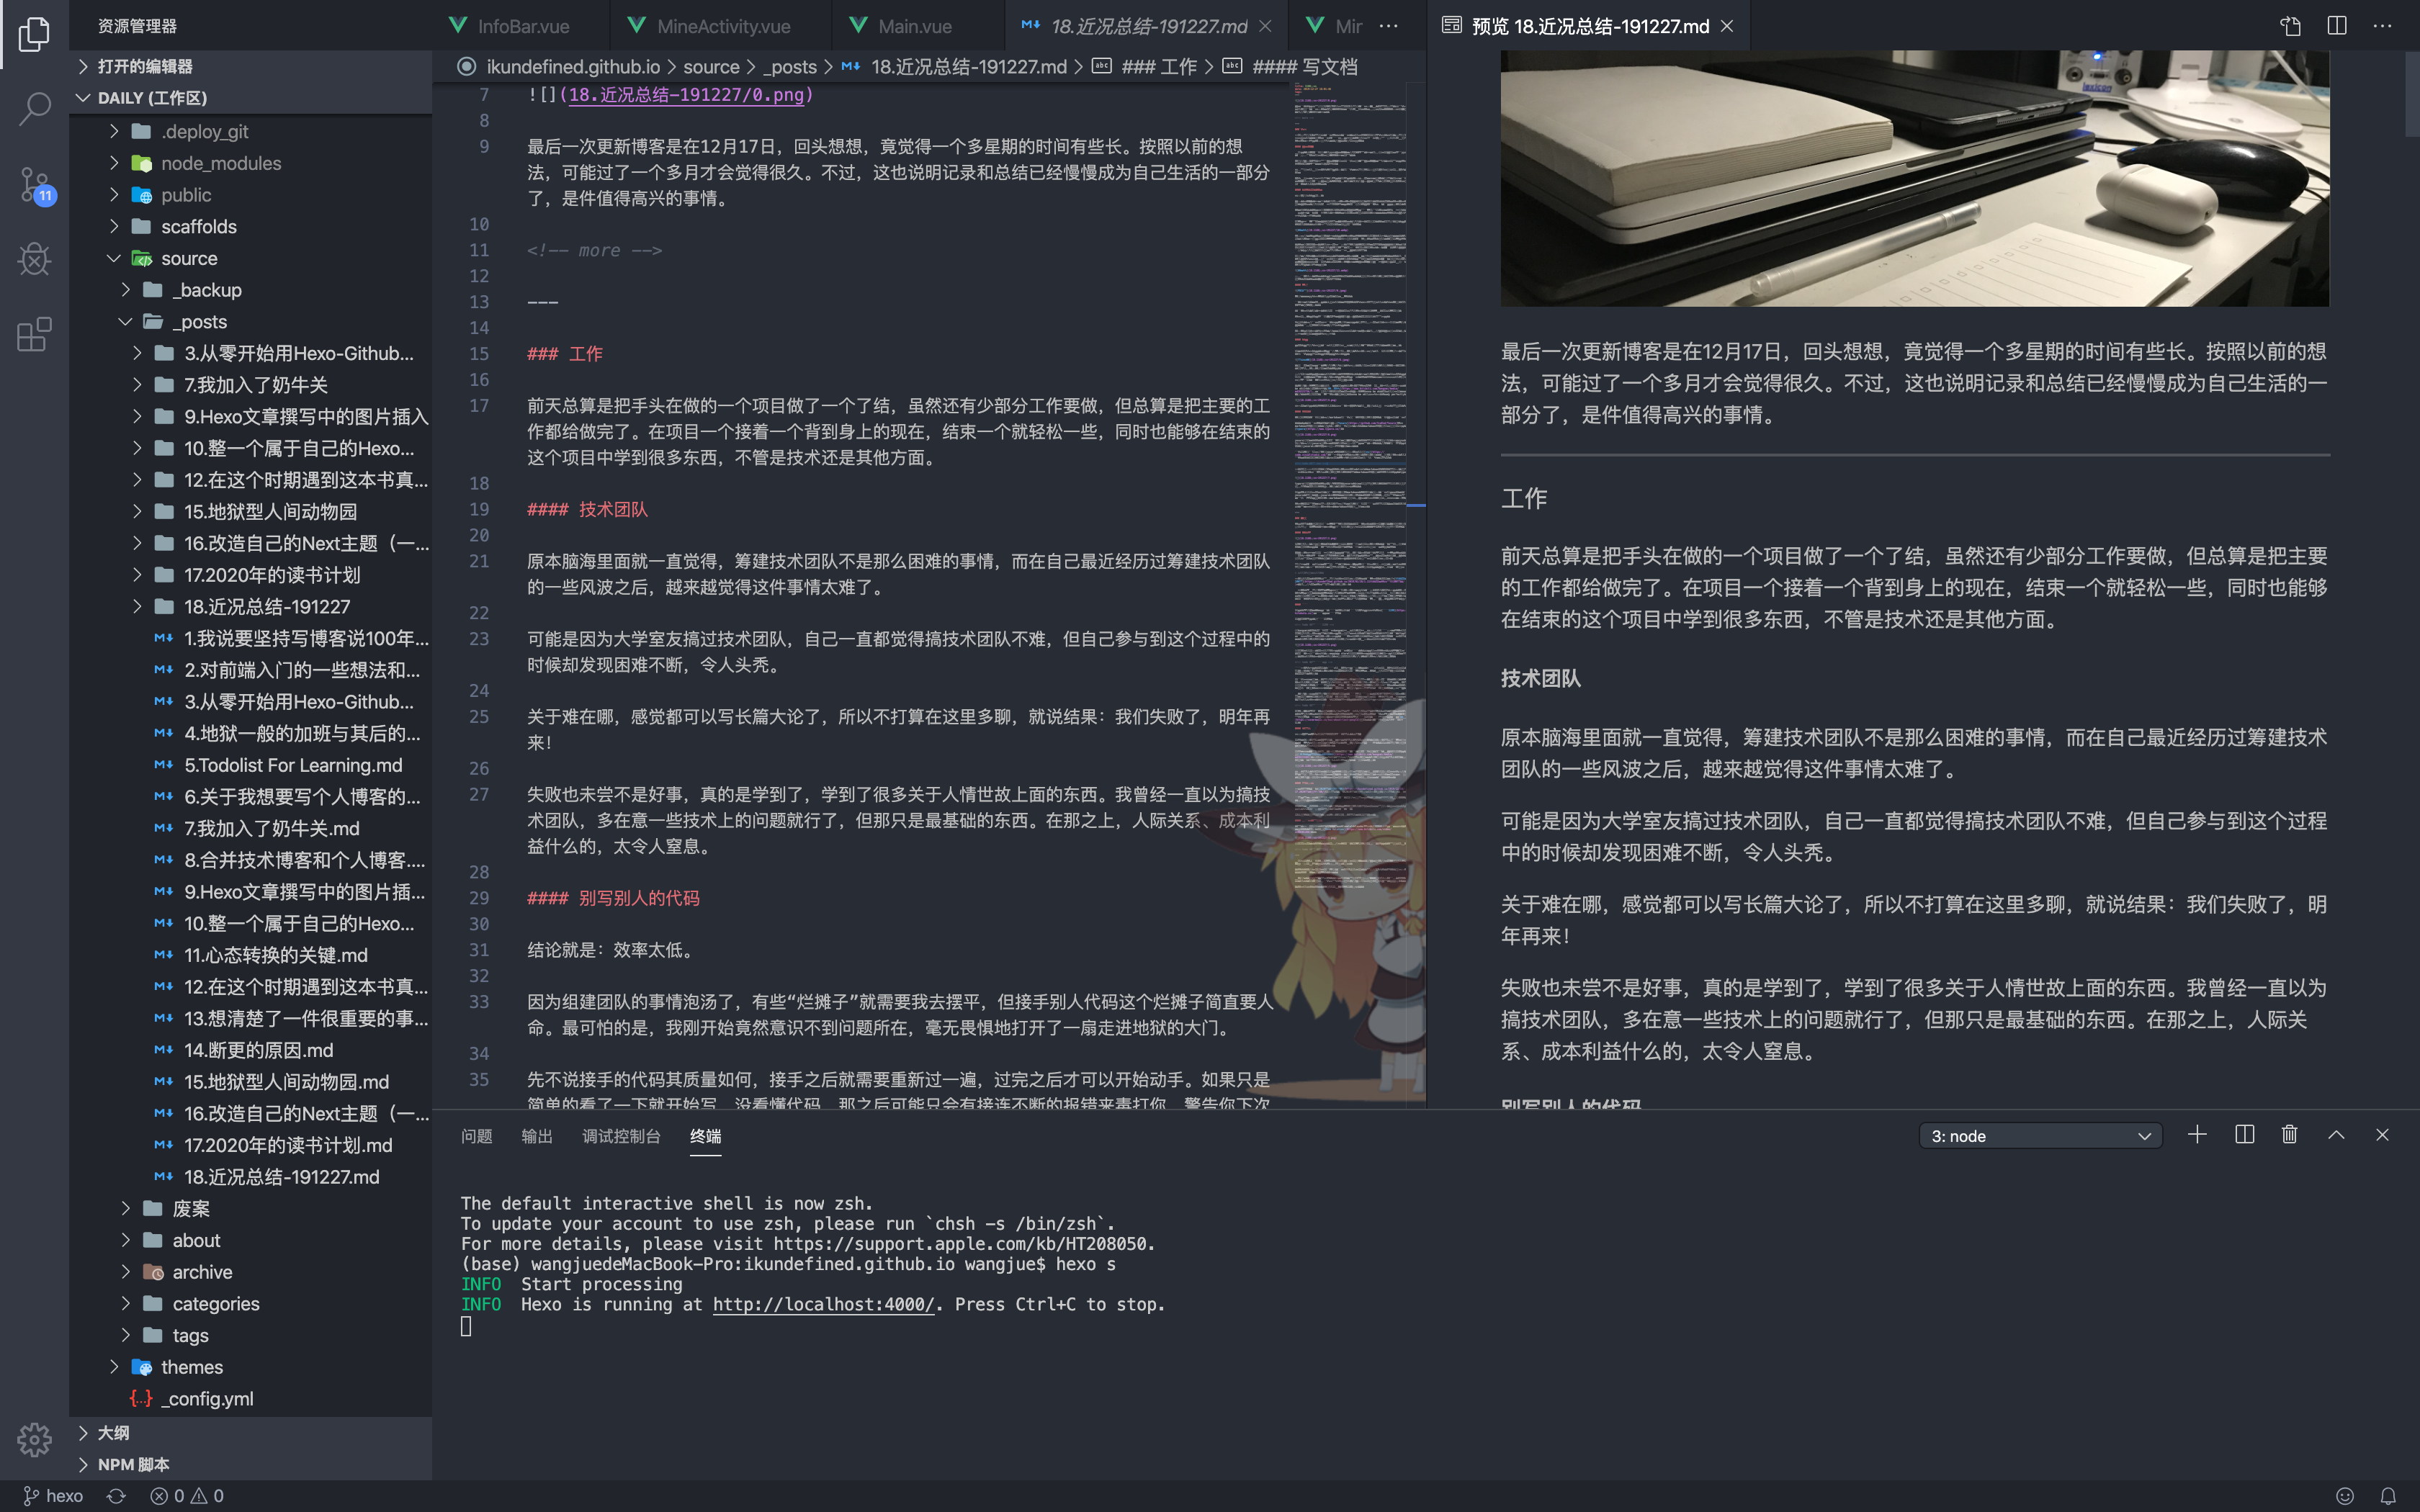 资源管理器
打开的编辑器
DAILY (工作区)
.deploy_git
node_modules
public
scaffolds
source
_backup
_posts
3.从零开始用Hexo-Github...
7.我加入了奶牛关
9.Hexo文章撰写中的图片插入
10.整一个属于自己的Hexo...
12.在这个时期遇到这本书真...
15.地狱型人间动物园
16.改造自己的Next主题（一...
17.2020年的读书计划
18.近况总结-191227
1.我说要坚持写博客说100年...
2.对前端入门的一些想法和...
3.从零开始用Hexo-Github...
4.地狱一般的加班与其后的...
5.Todolist For Learning.md
6.关于我想要写个人博客的...
7.我加入了奶牛关.md
8.合并技术博客和个人博客....
9.Hexo文章撰写中的图片插...
10.整一个属于自己的Hexo...
11.心态转换的关键.md
12.在这个时期遇到这本书真...
13.想清楚了一件很重要的事...
14.断更的原因.md
15.地狱型人间动物园.md
16.改造自己的Next主题（一...
17.2020年的读书计划.md
18.近况总结-191227.md
废案
about
archive
categories
tags
themes
_config.yml
大纲
NPM 脚本
11
InfoBar.vue
MineActivity.vue
Main.vue
18.近况总结-191227.md
Mir
ikundefined.github.io > source > _posts > 18.近况总结-191227.md > ### 工作 > #### 写文档
7 ![](18.近况总结-191227/0.png)
8
9 最后一次更新博客是在12月17日，回头想想，竟觉得一个多星期的时间有些长。按照以前的想
法，可能过了一个多月才会觉得很久。不过，这也说明记录和总结已经慢慢成为自己生活的一部分
了，是件值得高兴的事情。
10
11 <!-- more -->
12
13 ---
14
15 ### 工作
16
17 前天总算是把手头在做的一个项目做了一个了结，虽然还有少部分工作要做，但总算是把主要的工
作都给做完了。在项目一个接着一个背到身上的现在，结束一个就轻松一些，同时也能够在结束的
这个项目中学到很多东西，不管是技术还是其他方面。
18
19 #### 技术团队
20
21 原本脑海里面就一直觉得，筹建技术团队不是那么困难的事情，而在自己最近经历过筹建技术团队
的一些风波之后，越来越觉得这件事情太难了。
22
23 可能是因为大学室友搞过技术团队，自己一直都觉得搞技术团队不难，但自己参与到这个过程中的
时候却发现困难不断，令人头秃。
24
25 关于难在哪，感觉都可以写长篇大论了，所以不打算在这里多聊，就说结果：我们失败了，明年再
来！
26
27 失败也未尝不是好事，真的是学到了，学到了很多关于人情世故上面的东西。我曾经一直以为搞技
术团队，多在意一些技术上的问题就行了，但那只是最基础的东西。在那之上，人际关系、成本利
益什么的，太令人窒息。
28
29 #### 别写别人的代码
30
31 结论就是：效率太低。
32
33 因为组建团队的事情泡汤了，有些“烂摊子”就需要我去摆平，但接手别人代码这个烂摊子简直要人
命。最可怕的是，我刚开始竟然意识不到问题所在，毫无畏惧地打开了一扇走进地狱的大门。
34
35 先不说接手的代码其质量如何，接手之后就需要重新过一遍，过完之后才可以开始动手。如果只是
简单的看了一下就开始写，没看懂代码，那之后可能只会有接连不断的报错来毒打你，警告你下次
预览 18.近况总结-191227.md
lexicon
最后一次更新博客是在12月17日，回头想想，竟觉得一个多星期的时间有些长。按照以前的想
法，可能过了一个多月才会觉得很久。不过，这也说明记录和总结已经慢慢成为自己生活的一
部分了，是件值得高兴的事情。
工作
前天总算是把手头在做的一个项目做了一个了结，虽然还有少部分工作要做，但总算是把主要
的工作都给做完了。在项目一个接着一个背到身上的现在，结束一个就轻松一些，同时也能够
在结束的这个项目中学到很多东西，不管是技术还是其他方面。
技术团队
原本脑海里面就一直觉得，筹建技术团队不是那么困难的事情，而在自己最近经历过筹建技术
团队的一些风波之后，越来越觉得这件事情太难了。
可能是因为大学室友搞过技术团队，自己一直都觉得搞技术团队不难，但自己参与到这个过程
中的时候却发现困难不断，令人头秃。
关于难在哪，感觉都可以写长篇大论了，所以不打算在这里多聊，就说结果：我们失败了，明
年再来！
失败也未尝不是好事，真的是学到了，学到了很多关于人情世故上面的东西。我曾经一直以为
搞技术团队，多在意一些技术上的问题就行了，但那只是最基础的东西。在那之上，人际关
系、成本利益什么的，太令人窒息。
别写别人的代码
问题 输出 调试控制台 终端
3: node
The default interactive shell is now zsh.
To update your account to use zsh, please run `chsh -s /bin/zsh`.
For more details, please visit https://support.apple.com/kb/HT208050.
(base) wangjuedeMacBook-Pro:ikundefined.github.io wangjue$ hexo s
INFO Start processing
INFO Hexo is running at http://localhost:4000/. Press Ctrl+C to stop.
hexo 0 0